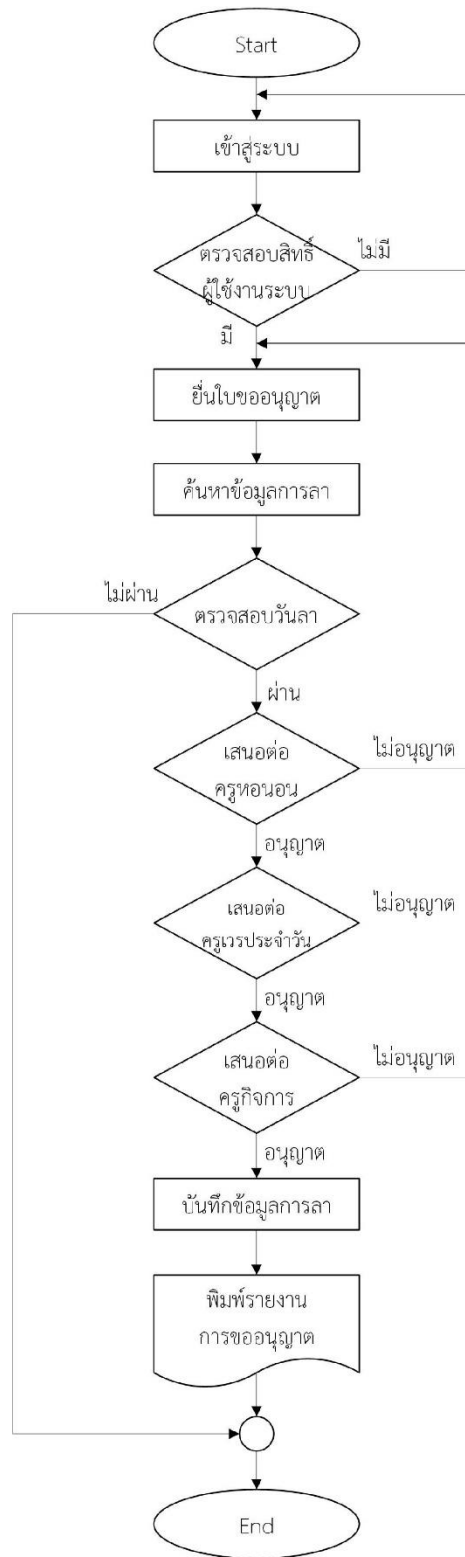 Start
เข้าสู่ระบบ
ตรวจสอบสิทธิ์
ผู้ใช้งานระบบ
ไม่มี
มี
ยื่นใบขออนุญาต
ค้นหาข้อมูลการลา
ไม่ผ่าน
ตรวจสอบวันลา
ผ่าน
เสนอต่อ
ครูหอนอน
ไม่อนุญาต
อนุญาต
เสนอต่อ
ครูเวรประจำวัน
ไม่อนุญาต
อนุญาต
เสนอต่อ
ครูกิจการ
ไม่อนุญาต
อนุญาต
บันทึกข้อมูลการลา
พิมพ์รายงาน
การขออนุญาต
End